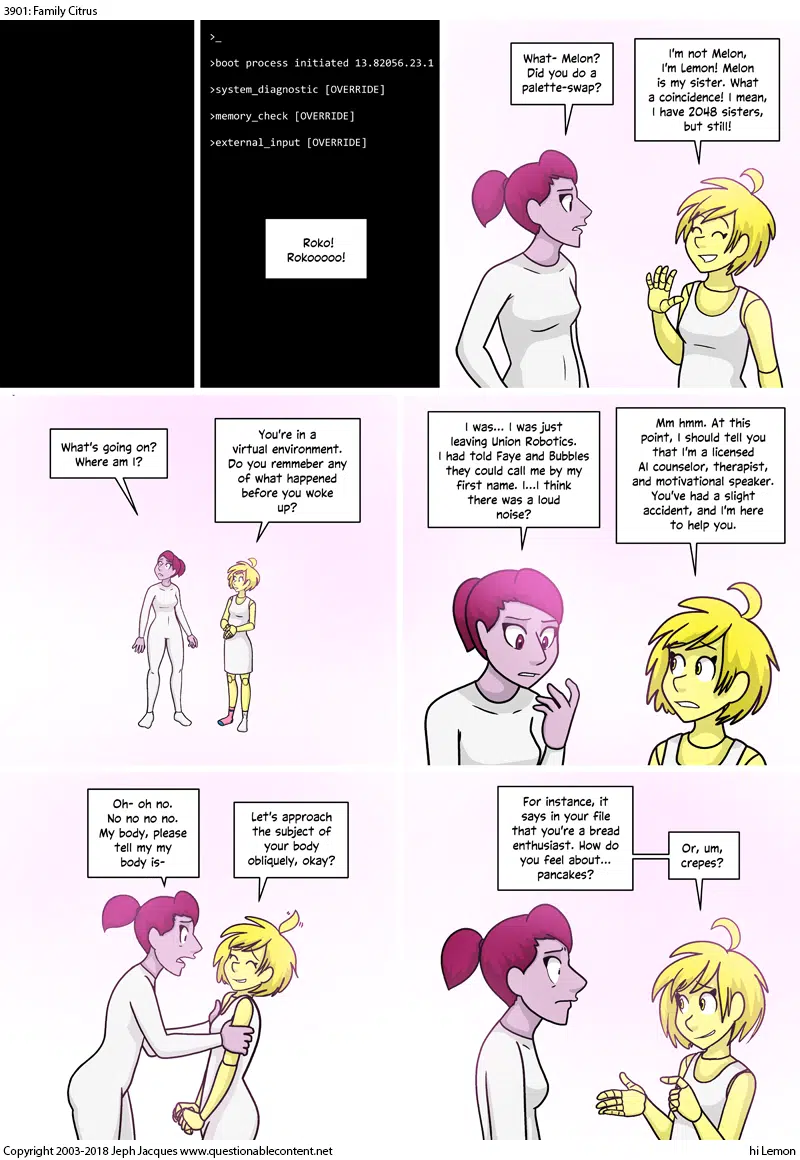 3901: Family Citrus
>_
>boot process initiated 13.82056.23.1
>system_diagnostic [OVERRIDE]
>memory_check [OVERRIDE]
>external_input [OVERRIDE]
Roko!
Rokooooo!
What- Melon?
Did you do a
palette-swap?
I'm not Melon,
I'm Lemon! Melon
is my sister. What
a coincidence! I mean,
I have 2048 sisters,
but still!
What's going on?
Where am I?
You're in a
virtual environment.
Do you remmeber any
of what happened
before you woke
up?
I was... I was just
leaving Union Robotics.
I had told Faye and Bubbles
they could call me by my
first name. I...I think
there was a loud
noise?
Mm hmm. At this
point, I should tell you
that I'm a licensed
AI counselor, therapist,
and motivational speaker.
You've had a slight
accident, and I'm here
to help you.
Oh- oh no.
No no no no.
My body, please
tell my my
body is-
Let's approach
the subject of
your body
obliquely, okay?
For instance, it
says in your file
that you're a bread
enthusiast. How do
you feel about...
pancakes?
Or, um,
crepes?
Copyright 2003-2018 Jeph Jacques www.questionablecontent.net
hi Lemon